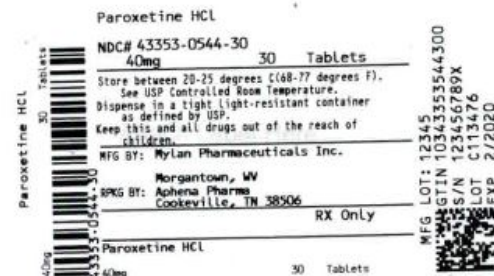 Paroxetine HCl
NDC# 43353-0544-30
40mg 30 Tablets
Store between 20-25 degrees C(68-77 degrees F).
See USP Controlled Room Temperature.
Dispense in a tight light-resistant container
as defined by USP.
Keep this and all drugs out of the reach of
children.
MFG BY: Mylan Pharmaceuticals Inc.
Morgantown, WV
RPKG BY: Aphena Pharma
Cookeville, TN 38506
RX Only
Paroxetine HCl
40mg 30 Tablets
Paroxetine HCl
30 Tablets
40mg
43353-0544-30
MFG LOT: 12345
GTIN 10343353544300
S/N 123456789X
LOT C113476
EXP 2/2020